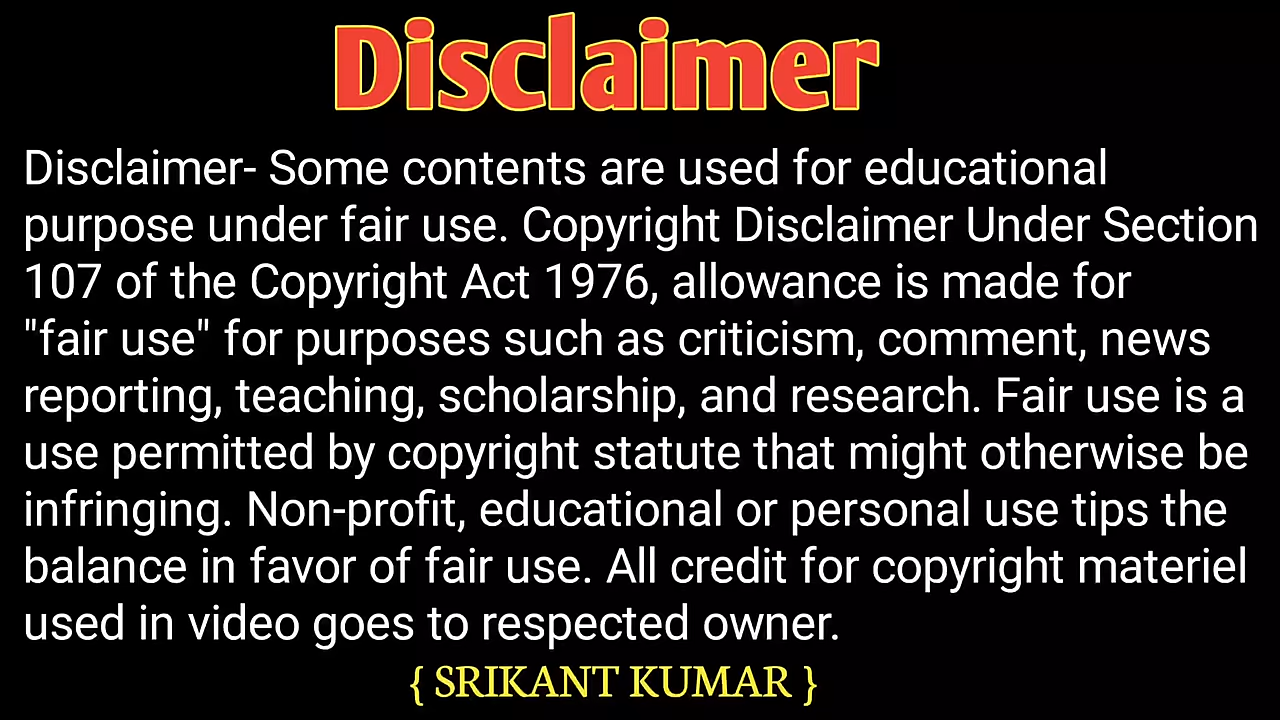 Disclaimer
Disclaimer- Some contents are used for educational
purpose under fair use. Copyright Disclaimer Under Section
107 of the Copyright Act 1976, allowance is made for
"fair use" for purposes such as criticism, comment, news
reporting, teaching, scholarship, and research. Fair use is a
use permitted by copyright statute that might otherwise be
infringing. Non-profit, educational or personal use tips the
balance in favor of fair use. All credit for copyright materiel
used in video goes to respected owner.
{ SRIKANT KUMAR }